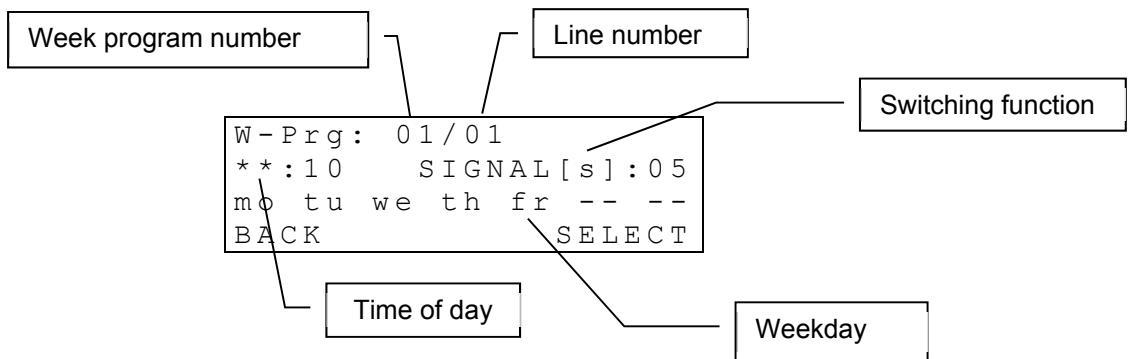 Week program number
Line number
Switching function
W-Prg: 01/01
**:10 SIGNAL[s]:05
mo tu we th fr -- --
BACK SELECT
Time of day
Weekday